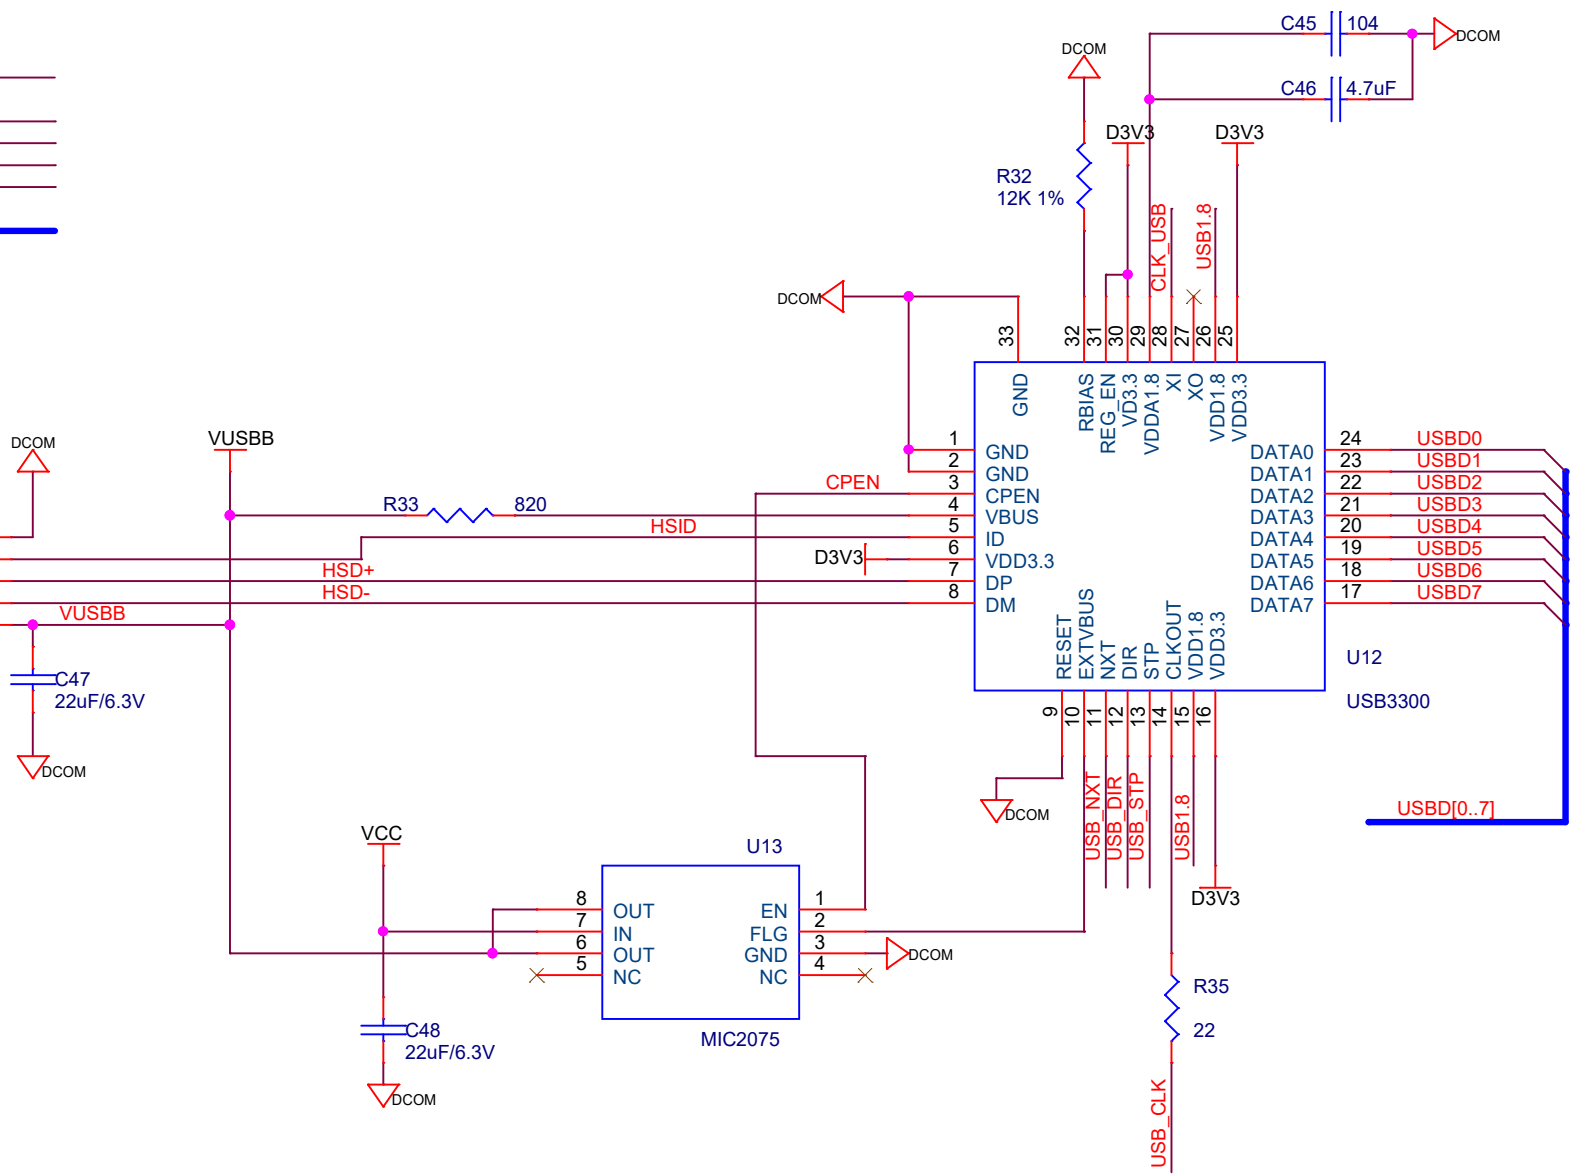 C45
104
DCOM
C46
4.7uF
DCOM
D3V3
D3V3
R32
12K 1%
CLK_USB
USB1.8
DCOM
33
32
31
30
29
28
27
26
25
GND
RBIAS
REG_EN
VD3.3
VDDA1.8
XI
XO
VDD1.8
VDD3.3
DCOM
VUSBB
1
GND
2
GND
CPEN
3
CPEN
R33
820
4
VBUS
HSID
5
ID
D3V3
6
VDD3.3
HSD+
7
DP
HSD-
8
DM
VUSBB
DATA0
24
USBD0
DATA1
23
USBD1
DATA2
22
USBD2
DATA3
21
USBD3
DATA4
20
USBD4
DATA5
19
USBD5
DATA6
18
USBD6
DATA7
17
USBD7
RESET
EXTVBUS
NXT
DIR
STP
CLKOUT
VDD1.8
VDD3.3
U12
USB3300
C47
22uF/6.3V
DCOM
9
10
11
12
13
14
15
16
DCOM
USB_NXT
USB_DIR
USB_STP
USB1.8
D3V3
USBD[0..7]
VCC
U13
8
OUT
EN
1
7
IN
FLG
2
6
OUT
GND
3
DCOM
5
NC
NC
4
MIC2075
C48
22uF/6.3V
DCOM
R35
22
USB_CLK